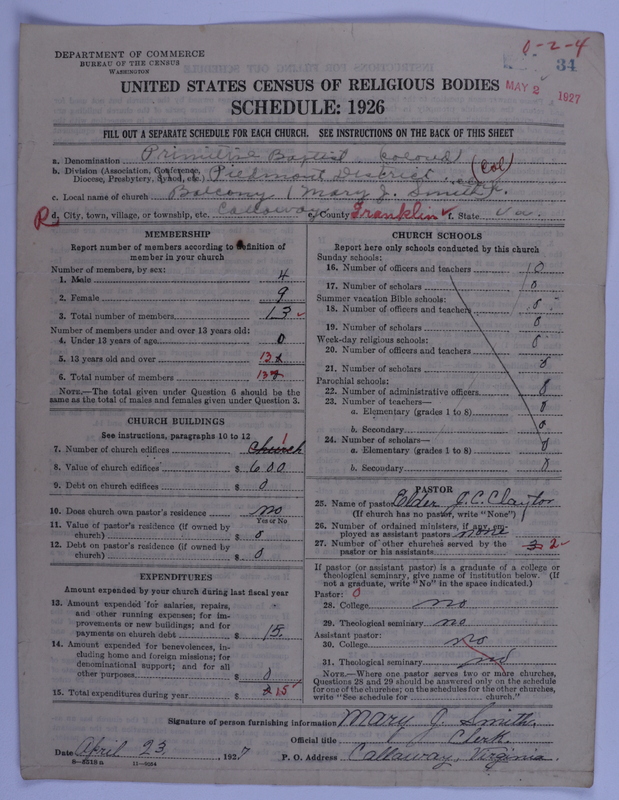 0-2-4
34
MAY 2 1927
DEPARTMENT OF COMMERCE
BUREAU OF THE CENSUS
WASHINGTON
UNITED STATES CENSUS OF RELIGIOUS BODIES
SCHEDULE: 1926
FILL OUT A SEPARATE SCHEDULE FOR EACH CHURCH. SEE INSTRUCTIONS ON THE BACK OF THIS SHEET
a. Denomination Primitive Baptist (colored)
b. Division (Association, Conference, Diocese, Presbytery, Synod, etc.) Piedmont District (Col)
c. Local name of church Balcony (Mary J. Smith
R d. City, town, village, or township, etc. Callaway e. County Franklin f. State Va.
MEMBERSHIP
Report number of members according to definition of
member in your church
Number of members, by sex:
1. Male 4
2. Female 9
3. Total number of members 13
Number of members under and over 13 years old:
4. Under 13 years of age 0
5. 13 years old and over 13
6. Total number of members 13
NOTE.—The total given under Question 6 should be the
same as the total of males and females given under Question 3.
CHURCH BUILDINGS
See instructions, paragraphs 10 to 12
7. Number of church edifices church 1
8. Value of church edifices $ 600
9. Debt on church edifices $ 0
10. Does church own pastor's residence no
Yes or No
11. Value of pastor's residence (if owned by
church) $ 0
12. Debt on pastor's residence (if owned by
church) $ 0
EXPENDITURES
Amount expended by your church during last fiscal year
13. Amount expended for salaries, repairs,
and other running expenses; for im-
provements or new buildings; and for
payments on church debt $ 15.
14. Amount expended for benevolences, in-
cluding home and foreign missions; for
denominational support; and for all
other purposes $ 0
15. Total expenditures during year $ 15
CHURCH SCHOOLS
Report here only schools conducted by this church
Sunday schools:
16. Number of officers and teachers 0
17. Number of scholars 0
Summer vacation Bible schools:
18. Number of officers and teachers 0
19. Number of scholars 0
Week-day religious schools:
20. Number of officers and teachers
21. Number of scholars 0
Parochial schools:
22. Number of administrative officers 0
23. Number of teachers—
a. Elementary (grades 1 to 8) 0
b. Secondary 0
24. Number of scholars—
a. Elementary (grades 1 to 8) 0
b. Secondary 0
PASTOR
25. Name of pastor Elder J.C. Claytor
(If church has no pastor, write "None")
26. Number of ordained ministers, if any, em-
ployed as assistant pastors none
27. Number of other churches served by the
pastor or his assistants 3 2
If pastor (or assistant pastor) is a graduate of a college or
theological seminary, give name of institution below. (If
not a graduate, write "No" in the space indicated.)
Pastor: 0
28. College no
29. Theological seminary no
Assistant pastor:
30. College no
31. Theological seminary no
NOTE.—Where one pastor serves two or more churches,
Questions 28 and 29 should be answered only on the schedule
for one of the churches; on the schedules for the other churches,
write "See schedule for church."
Signature of person furnishing information Mary J. Smith,
Official title Clerk.
Date April 23, 1927 P. O. Address Callaway, Virginia.
8-5518a 11-9034